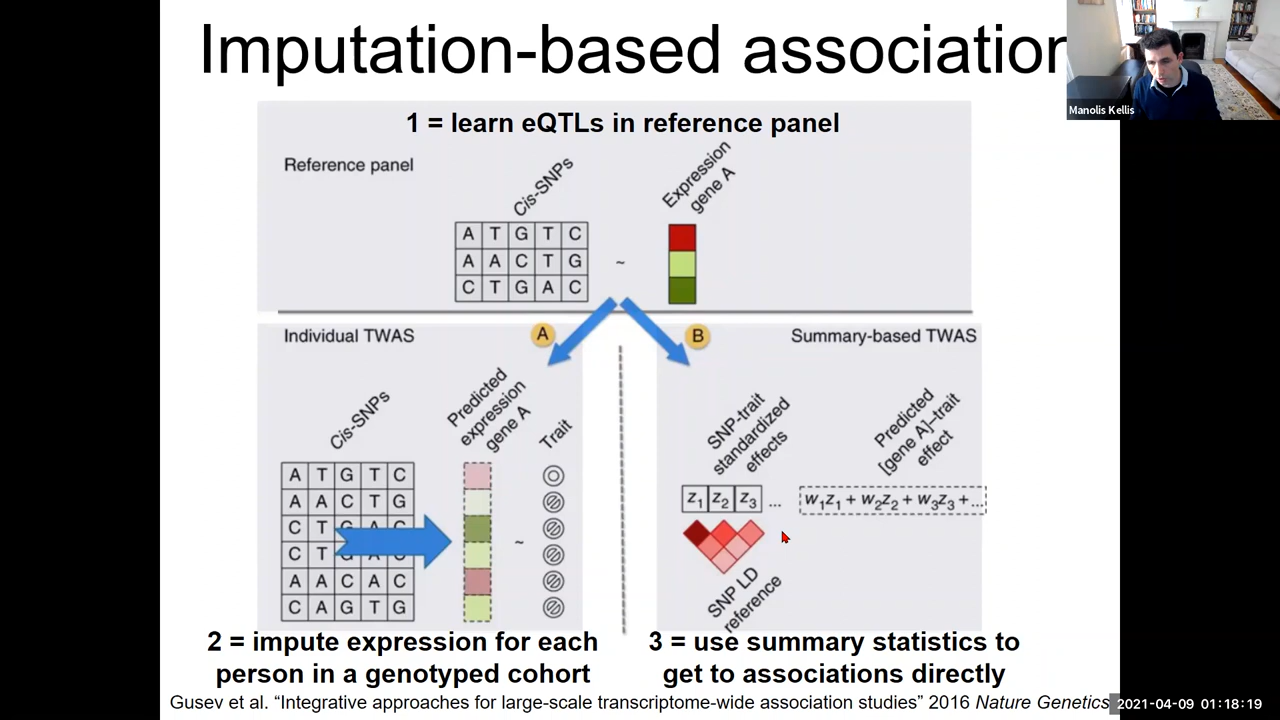 Imputation-based association
Manolis Kellis
1 = learn eQTLs in reference panel
Reference panel
Cis-SNPs
Expression
gene A
A T G T C
A A C T G
C T G A C
~
Individual TWAS
A
B
Summary-based TWAS
Cis-SNPs
Predicted
expression
gene A
Trait
A T G T C
A A C T G
C T G A C
C T G A C
A A C A C
C A G T G
~
SNP-trait
standardized
effects
Predicted
[gene A]–trait
effect
z1 z2 z3 ...
w1z1 + w2z2 + w3z3 +...
SNP LD
reference
2 = impute expression for each
person in a genotyped cohort
3 = use summary statistics to
get to associations directly
Gusev et al. “Integrative approaches for large-scale transcriptome-wide association studies” 2016 Nature Genetics
2021-04-09 01:18:19